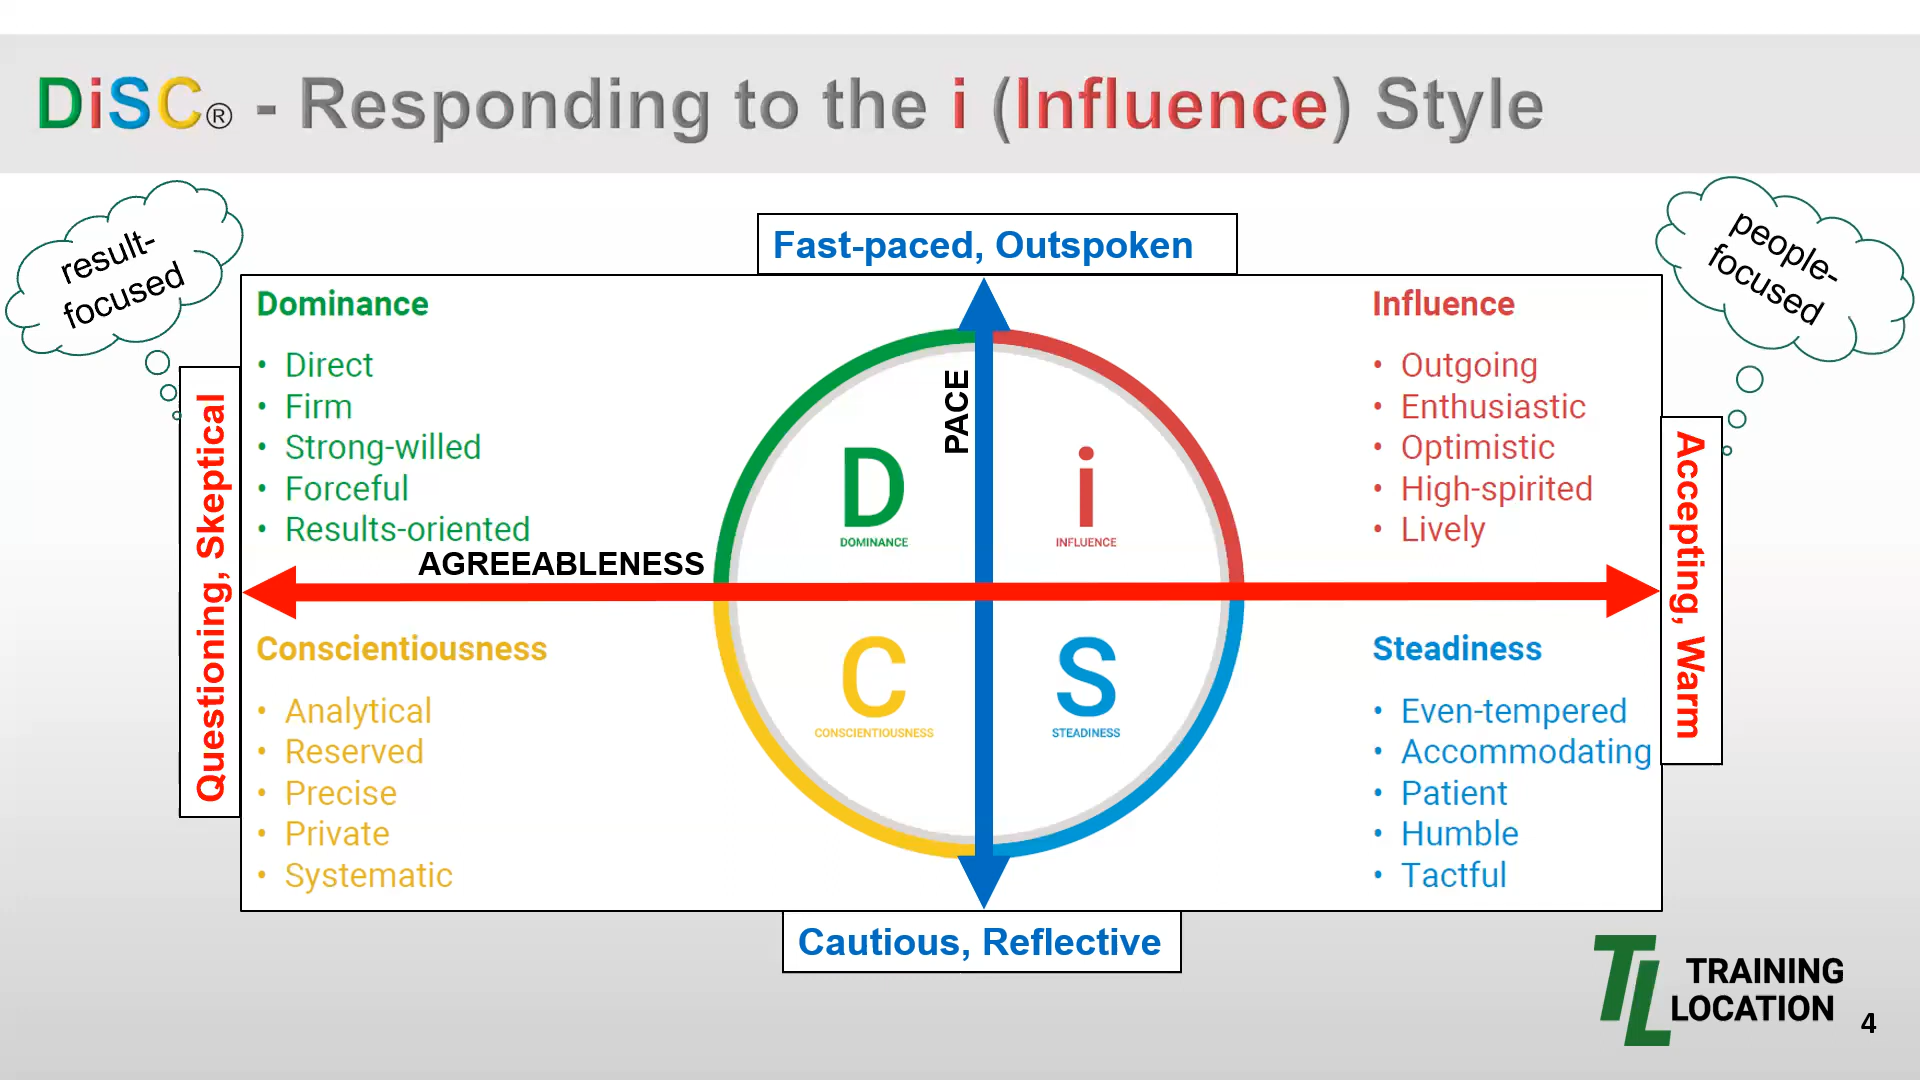 DiSC® - Responding to the i (Influence) Style
result-
focused
people-
focused
Fast-paced, Outspoken
Dominance
• Direct
• Firm
• Strong-willed
• Forceful
• Results-oriented
Influence
• Outgoing
• Enthusiastic
• Optimistic
• High-spirited
• Lively
Questioning, Skeptical
Accepting, Warm
PACE
AGREEABLENESS
D
DOMINANCE
i
INFLUENCE
C
CONSCIENTIOUSNESS
S
STEADINESS
Conscientiousness
• Analytical
• Reserved
• Precise
• Private
• Systematic
Steadiness
• Even-tempered
• Accommodating
• Patient
• Humble
• Tactful
Cautious, Reflective
TL
TRAINING
LOCATION
4